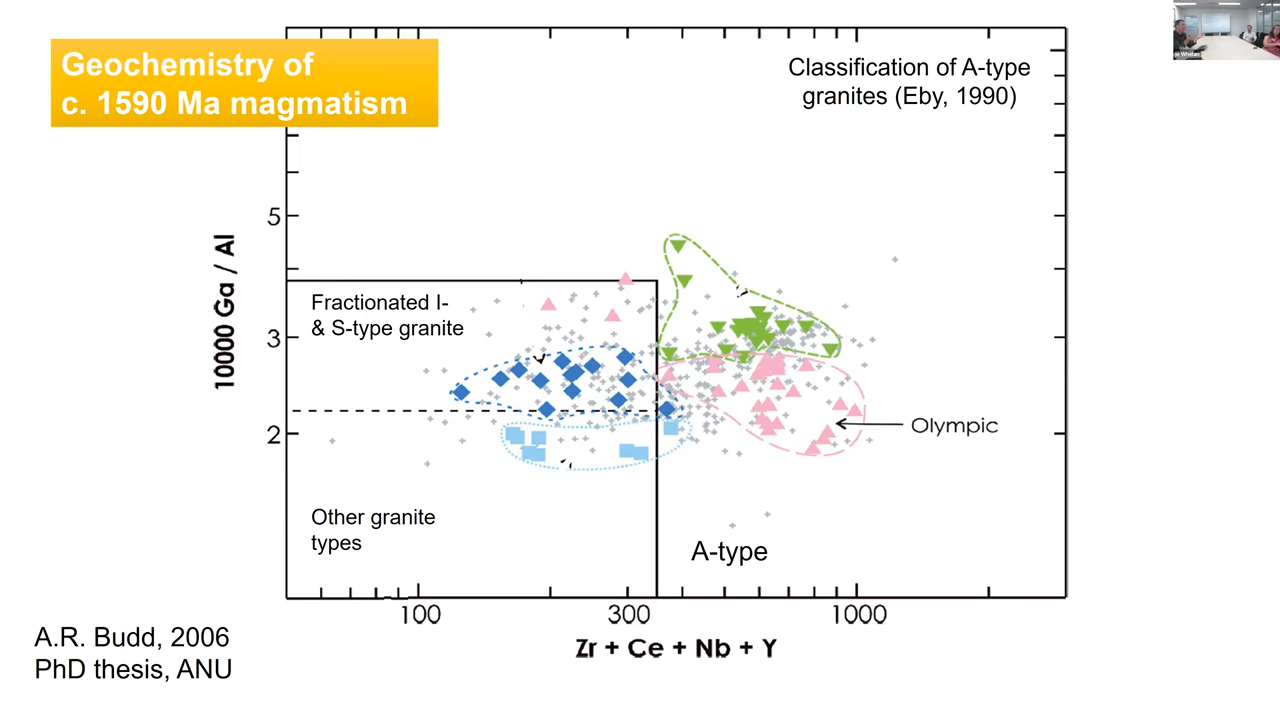 Geochemistry of
c. 1590 Ma magmatism
Classification of A-type
granites (Eby, 1990)
10000 Ga / Al
5
3
2
Fractionated I-
& S-type granite
Other granite
types
A-type
Olympic
100
300
1000
Zr + Ce + Nb + Y
A.R. Budd, 2006
PhD thesis, ANU
Whelan